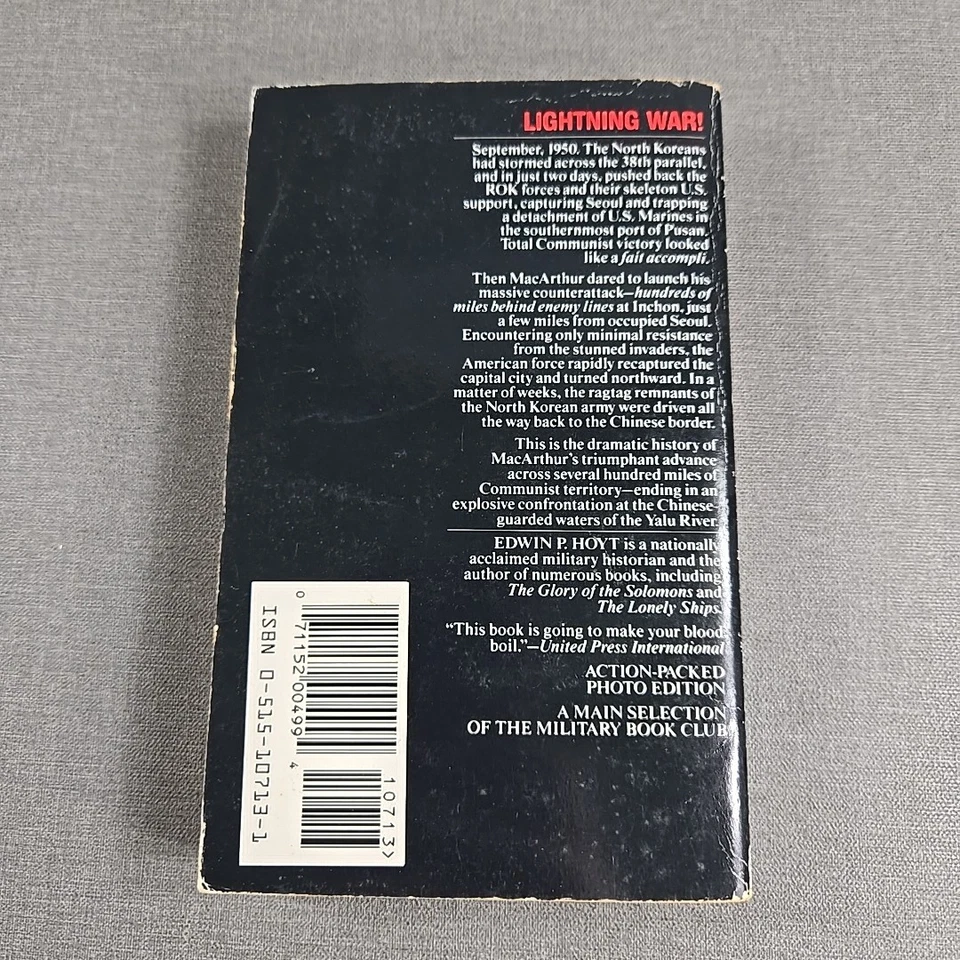 LIGHTNING WAR!
September, 1950. The North Koreans
had stormed across the 38th parallel,
and in just two days, pushed back the
ROK forces and their skeleton U.S.
support, capturing Seoul and trapping
a detachment of U.S. Marines in
the southernmost port of Pusan.
Total Communist victory looked
like a fait accompli.
Then MacArthur dared to launch his
massive counterattack—hundreds of
miles behind enemy lines at Inchon, just
a few miles from occupied Seoul.
Encountering only minimal resistance
from the stunned invaders, the
American force rapidly recaptured the
capital city and turned northward. In a
matter of weeks, the ragtag remnants of
the North Korean army were driven all
the way back to the Chinese border.
This is the dramatic history of
MacArthur's triumphant advance
across several hundred miles of
Communist territory—ending in an
explosive confrontation at the Chinese-
guarded waters of the Yalu River.
EDWIN P. HOYT is a nationally
acclaimed military historian and the
author of numerous books, including
The Glory of the Solomons and
The Lonely Ships.
“This book is going to make your blood
boil.”—United Press International
ACTION-PACKED
PHOTO EDITION
A MAIN SELECTION
OF THE MILITARY BOOK CLUB
0 71152 00499 4
10713>
ISBN 0-515-10713-1